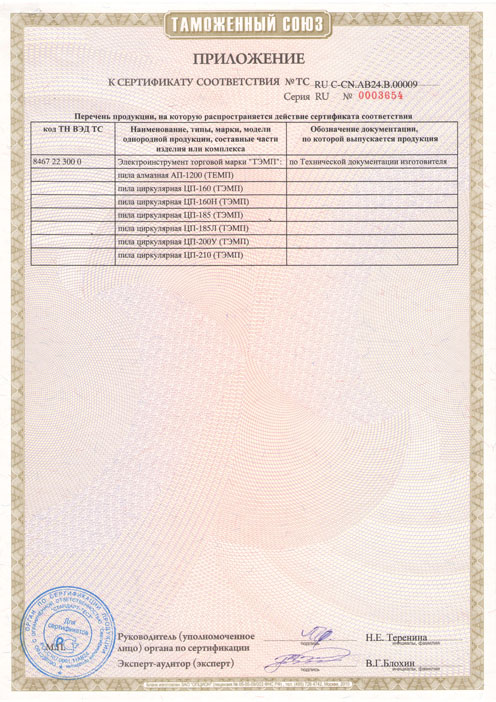 ТАМОЖЕННЫЙ СОЮЗ
ПРИЛОЖЕНИЕ
К СЕРТИФИКАТУ СООТВЕТСТВИЯ № ТС RU C-CN.AB24.B.00009
Серия RU № 0003654
Перечень продукции, на которую распространяется действие сертификата соответствия
код ТН ВЭД ТС
Наименование, типы, марки, модели однородной продукции, составные части изделия или комплекса
Обозначение документации, по которой выпускается продукция
8467 22 300 0 Электроинструмент торговой марки "ТЭМП": по Технической документации изготовителя
пила алмазная АП-1200 (ТЕМП)
пила циркулярная ЦП-160 (ТЭМП)
пила циркулярная ЦП-160Н (ТЭМП)
пила циркулярная ЦП-185 (ТЭМП)
пила циркулярная ЦП-185Л (ТЭМП)
пила циркулярная ЦП-200У (ТЭМП)
пила циркулярная ЦП-210 (ТЭМП)
Для сертификатов
М.П.
Руководитель (уполномоченное
лицо) органа по сертификации
подпись
Н.Е. Теренина
инициалы, фамилия
Эксперт-аудитор (эксперт)
подпись
В.Г.Блохин
инициалы, фамилия